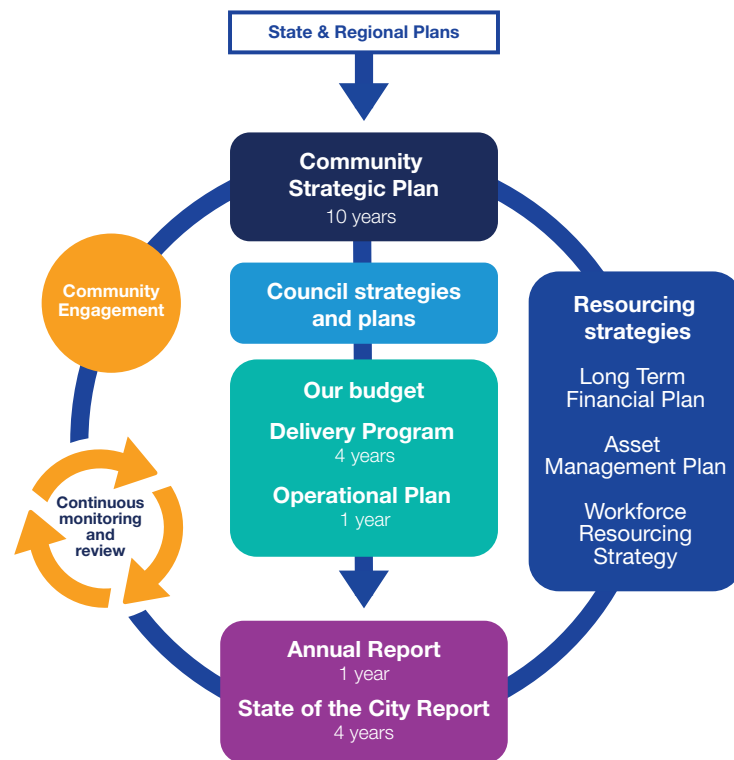 State & Regional Plans
Community
Strategic Plan
10 years
Community
Engagement
Council strategies
and plans
Our budget
Delivery Program
4 years
Operational Plan
1 year
Resourcing
strategies
Long Term
Financial Plan
Asset
Management Plan
Workforce
Resourcing
Strategy
Continuous
monitoring
and
review
Annual Report
1 year
State of the City Report
4 years